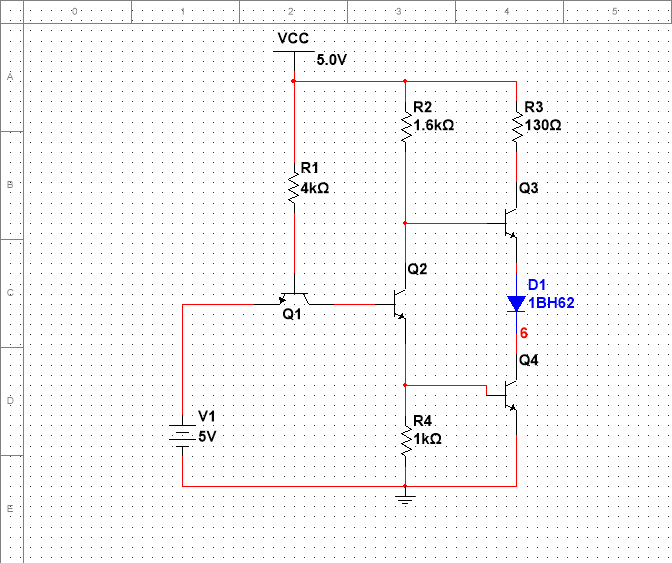 0 1 2 3 4 5
VCC
5.0V
A
R2
1.6kΩ
R3
130Ω
R1
4kΩ
B
Q3
Q2
C
D1
1BH62
Q1
6
Q4
D
V1
5V
R4
1kΩ
E